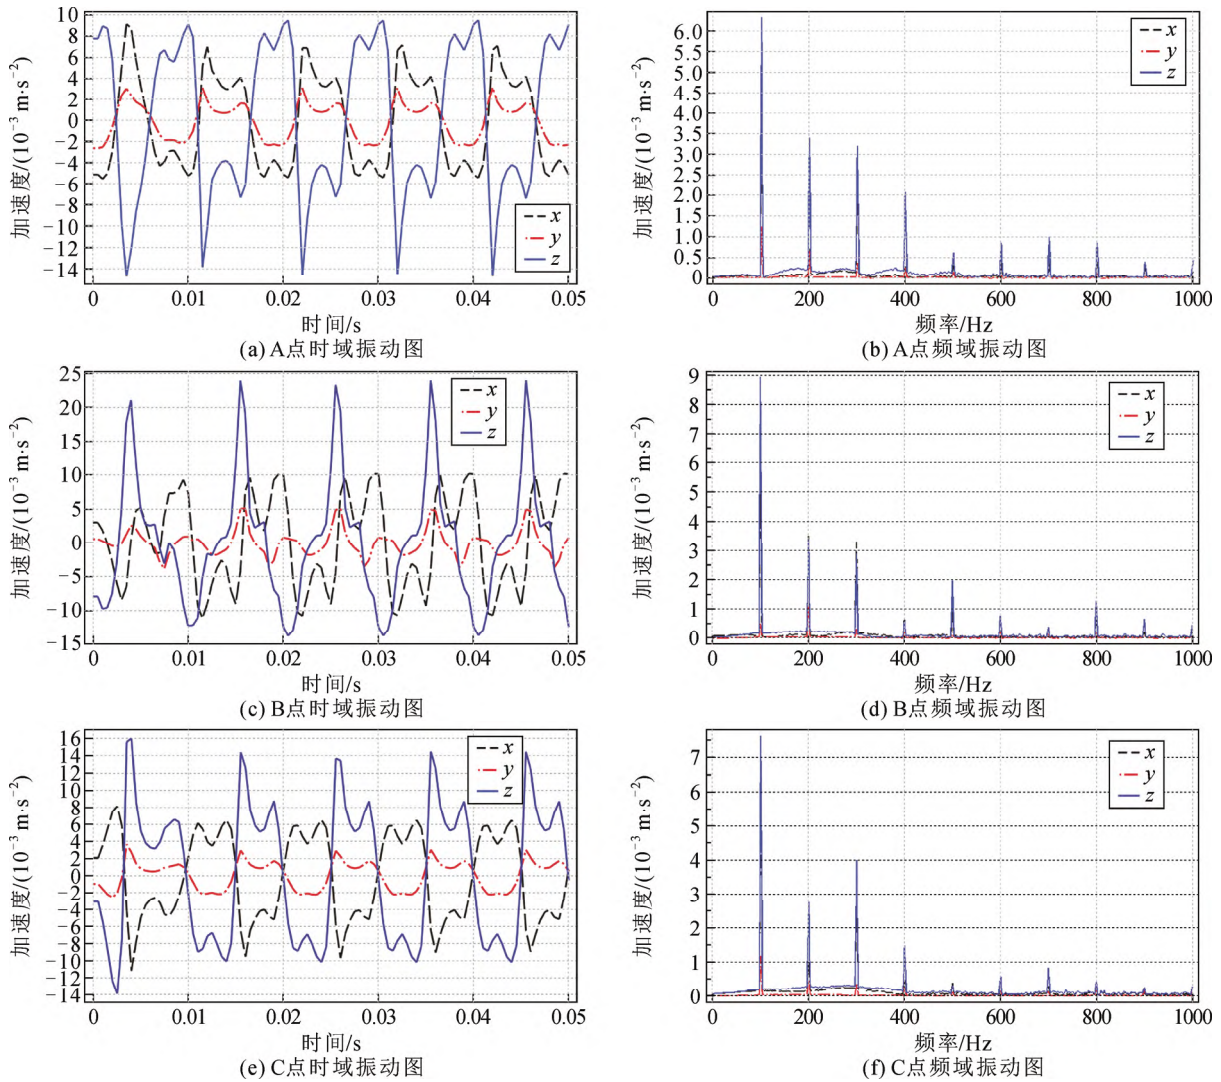 10
8
6
4
2
0
−2
−4
−6
−8
−10
−12
−14
加速度/(10⁻³ m·s⁻²)
x
y
z
0 0.01 0.02 0.03 0.04 0.05
时间/s
(a) A点时域振动图
6.0
5.5
5.0
4.5
4.0
3.5
3.0
2.5
2.0
1.5
1.0
0.5
0
加速度/(10⁻³ m·s⁻²)
x
y
z
0 200 400 600 800 1000
频率/Hz
(b) A点频域振动图
25
20
15
10
5
0
−5
−10
−15
加速度/(10⁻³ m·s⁻²)
x
y
z
0 0.01 0.02 0.03 0.04 0.05
时间/s
(c) B点时域振动图
9
8
7
6
5
4
3
2
1
0
加速度/(10⁻³ m·s⁻²)
x
y
z
0 200 400 600 800 1000
频率/Hz
(d) B点频域振动图
16
14
12
10
8
6
4
2
0
−2
−4
−6
−8
−10
−12
−14
加速度/(10⁻³ m·s⁻²)
x
y
z
0 0.01 0.02 0.03 0.04 0.05
时间/s
(e) C点时域振动图
7
6
5
4
3
2
1
0
加速度/(10⁻³ m·s⁻²)
x
y
z
0 200 400 600 800 1000
频率/Hz
(f) C点频域振动图